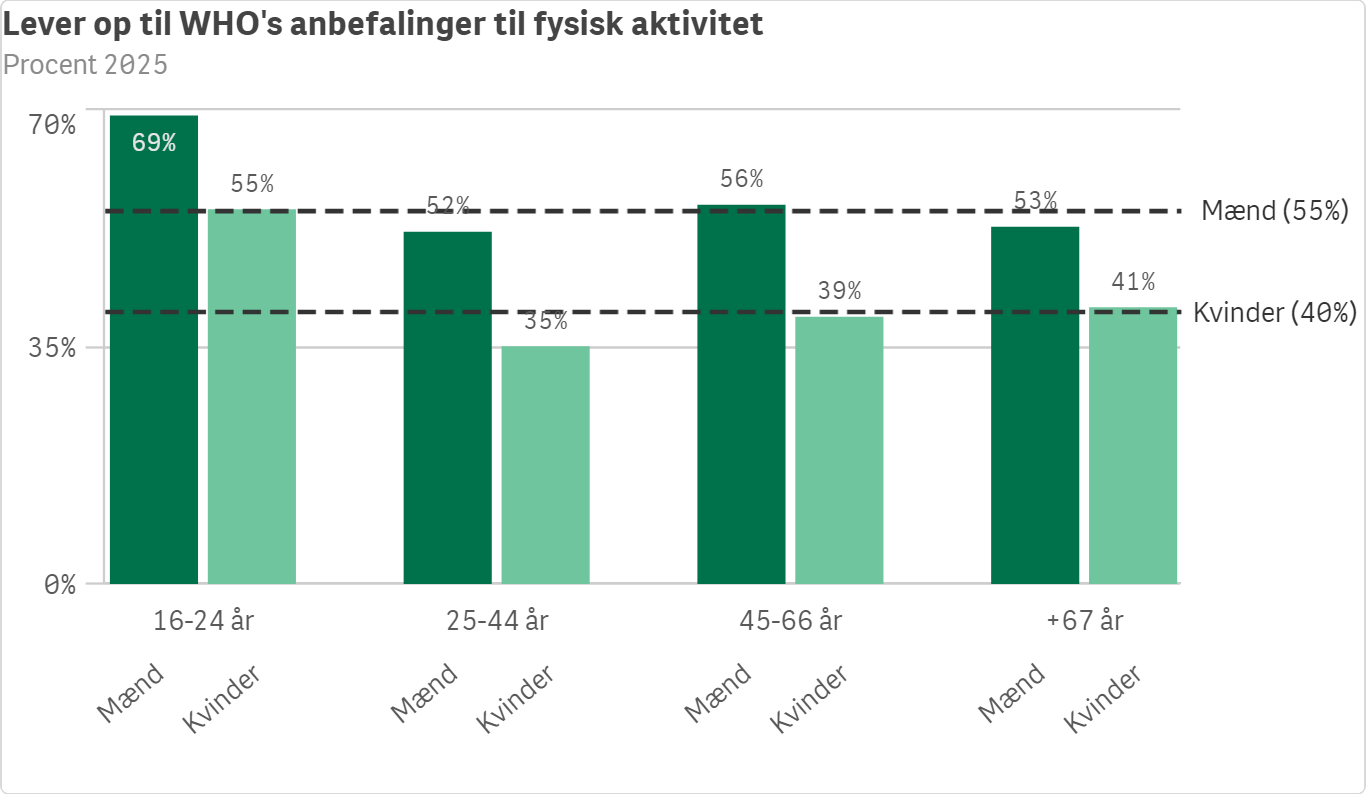 Lever op til WHO's anbefalinger til fysisk aktivitet
Procent 2025
70%
35%
0%
69%
55%
52%
35%
56%
39%
53%
41%
Mænd (55%)
Kvinder (40%)
16-24 år
25-44 år
45-66 år
+67 år
Mænd
Kvinder
Mænd
Kvinder
Mænd
Kvinder
Mænd
Kvinder